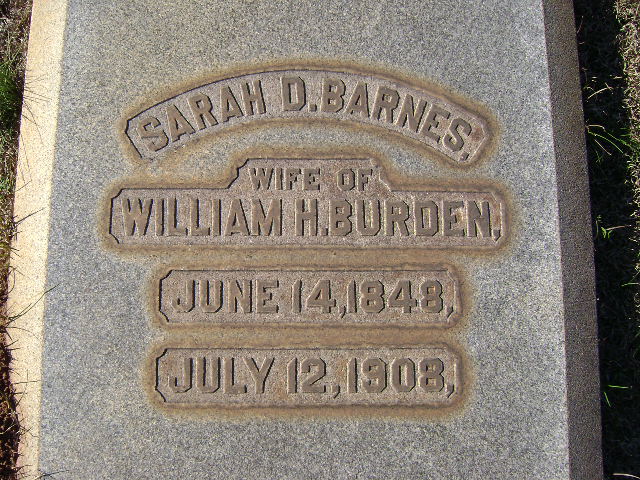 SARAH D. BARNES,
WIFE OF
WILLIAM H. BURDEN,
JUNE 14, 1848,
JULY 12, 1908,